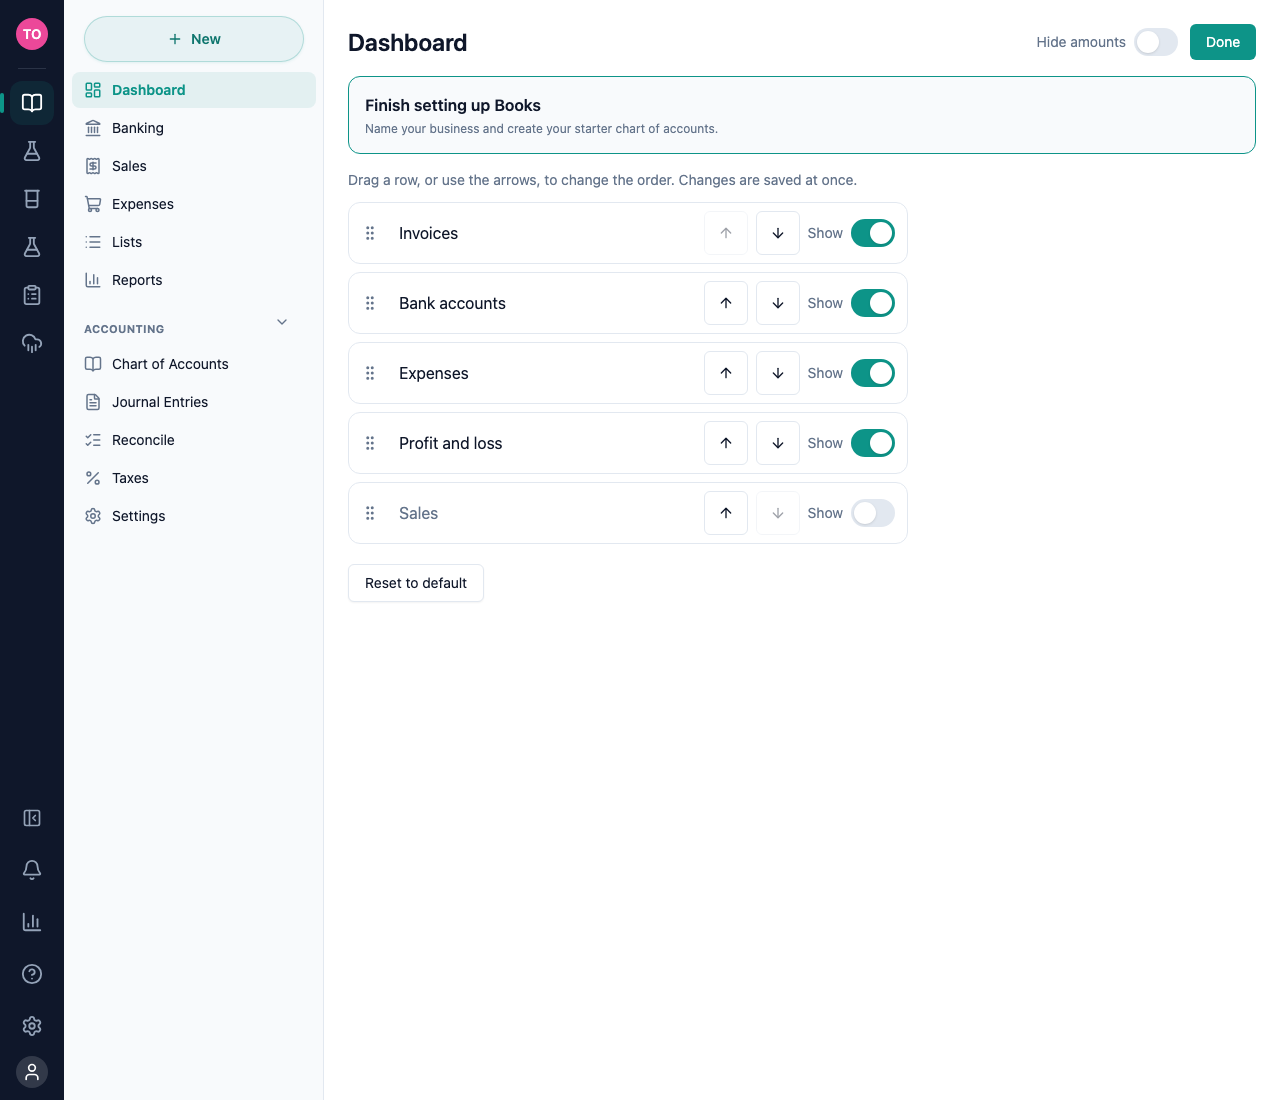 TO
New
Dashboard
Banking
Sales
Expenses
Lists
Reports
ACCOUNTING
Chart of Accounts
Journal Entries
Reconcile
Taxes
Settings
Dashboard
Hide amounts
Done
Finish setting up Books
Name your business and create your starter chart of accounts.
Drag a row, or use the arrows, to change the order. Changes are saved at once.
Invoices
Show
Bank accounts
Show
Expenses
Show
Profit and loss
Show
Sales
Show
Reset to default